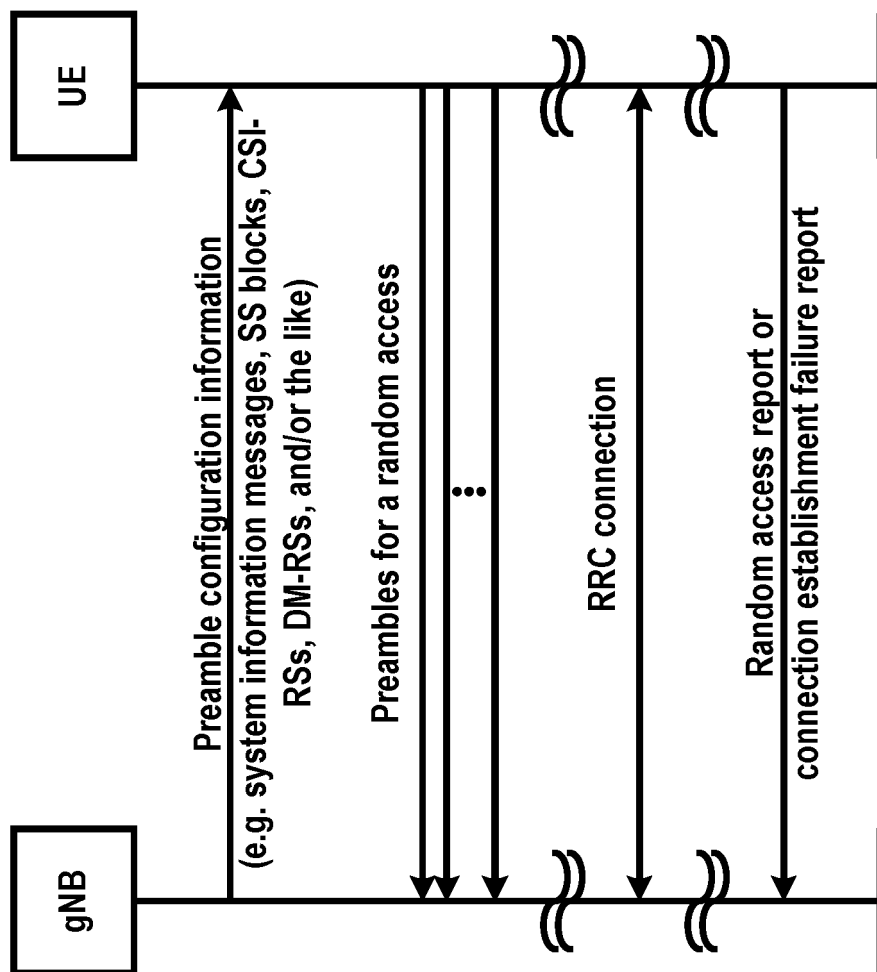 gNB
UE
Preamble configuration information
(e.g. system information messages, SS blocks, CSI-
RSs, DM-RSs, and/or the like)
Preambles for a random access
RRC connection
Random access report or
connection establishment failure report